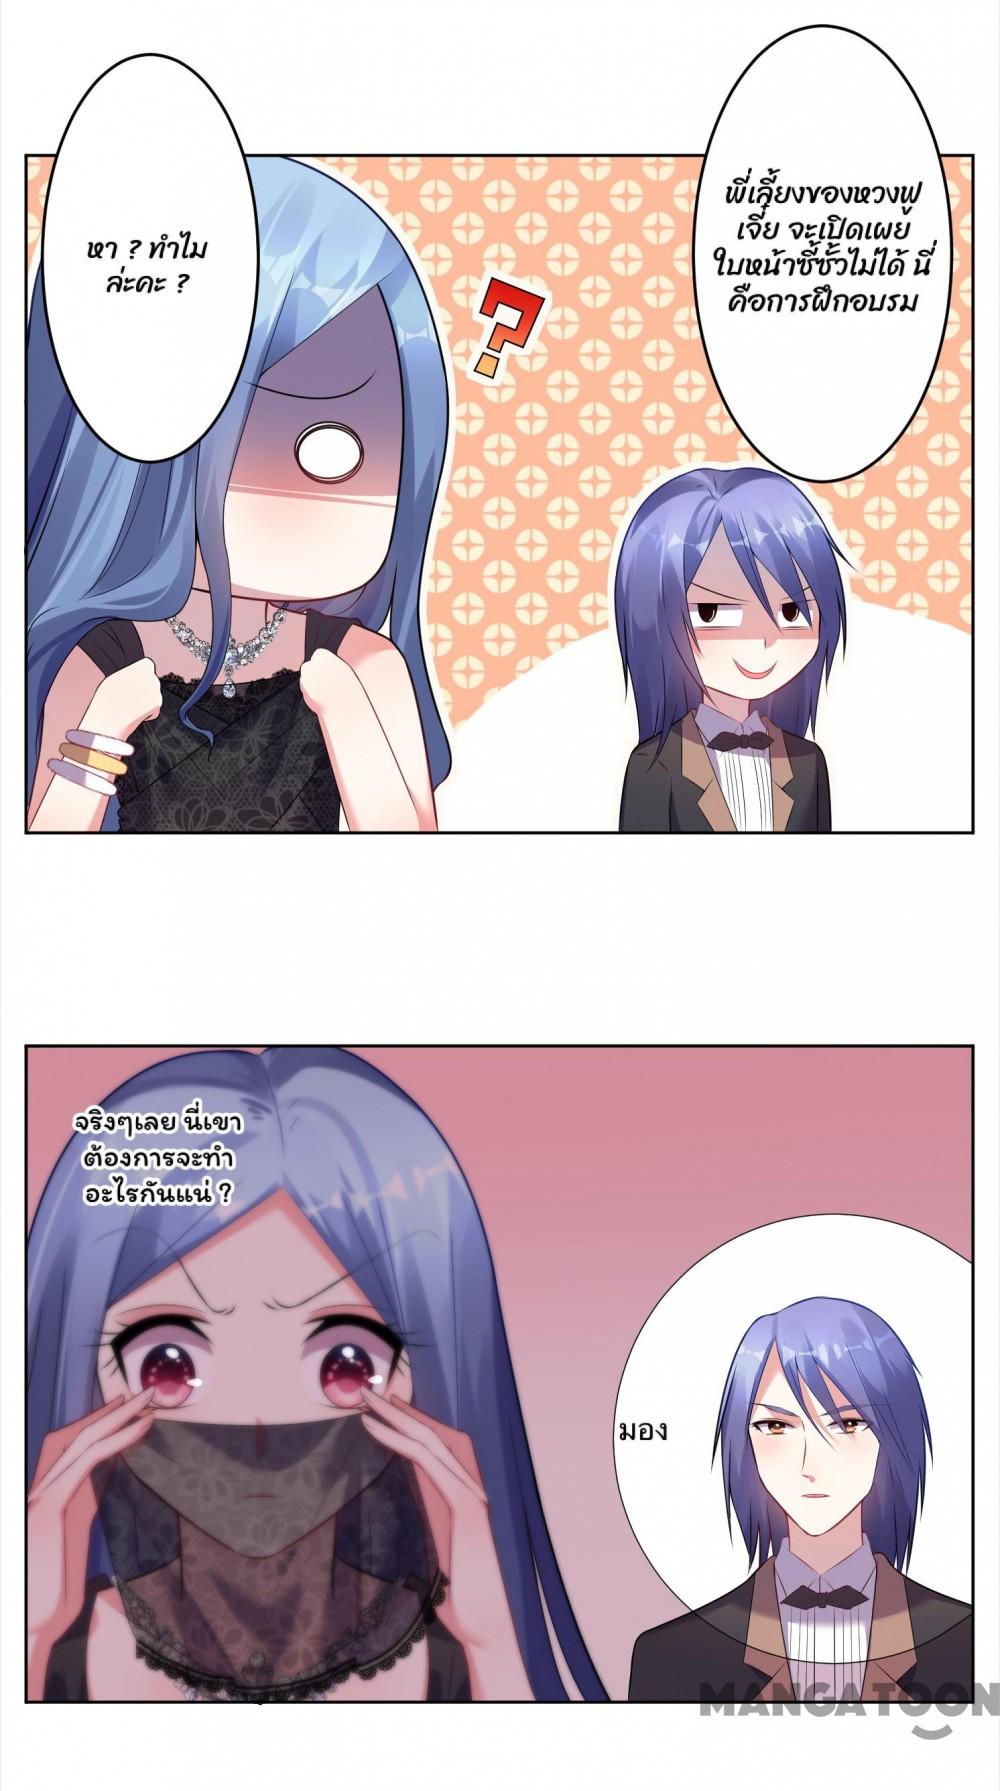 พี่เลี้ยงของหวงฟู
เจี๋ย จะเปิดเผย
ใบหน้าซี้ซั้วไม่ได้ นี่
คือการฝึกอบรม
หา ? ทำไม
ล่ะคะ ?
?
จริงๆเลย นี่เขา
ต้องการจะทำ
อะไรกันแน่ ?
มอง
MANGATOON